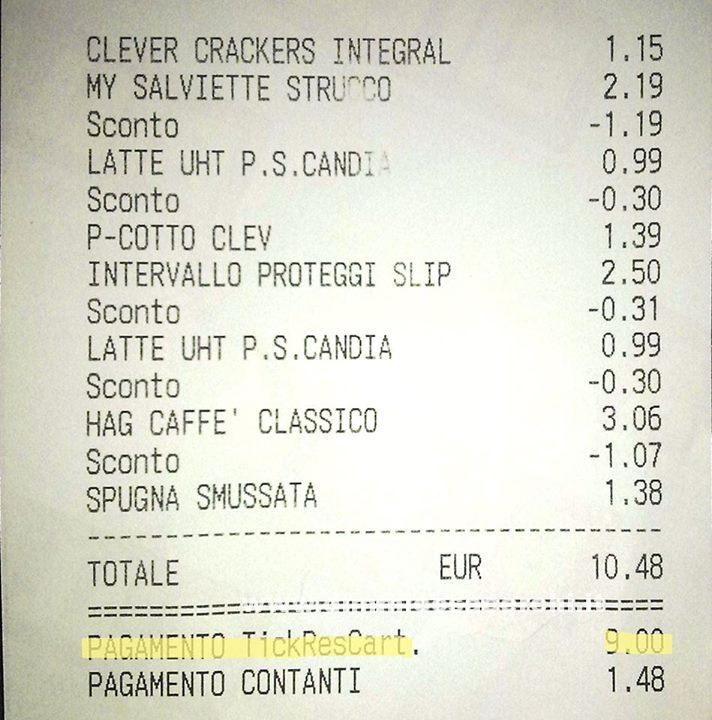 CLEVER CRACKERS INTEGRAL 1.15
MY SALVIETTE STRUCCO 2.19
Sconto -1.19
LATTE UHT P.S.CANDIA 0.99
Sconto -0.30
P-COTTO CLEV 1.39
INTERVALLO PROTEGGI SLIP 2.50
Sconto -0.31
LATTE UHT P.S.CANDIA 0.99
Sconto -0.30
HAG CAFFE' CLASSICO 3.06
Sconto -1.07
SPUGNA SMUSSATA 1.38
TOTALE EUR 10.48
PAGAMENTO TickResCart. 9.00
PAGAMENTO CONTANTI 1.48